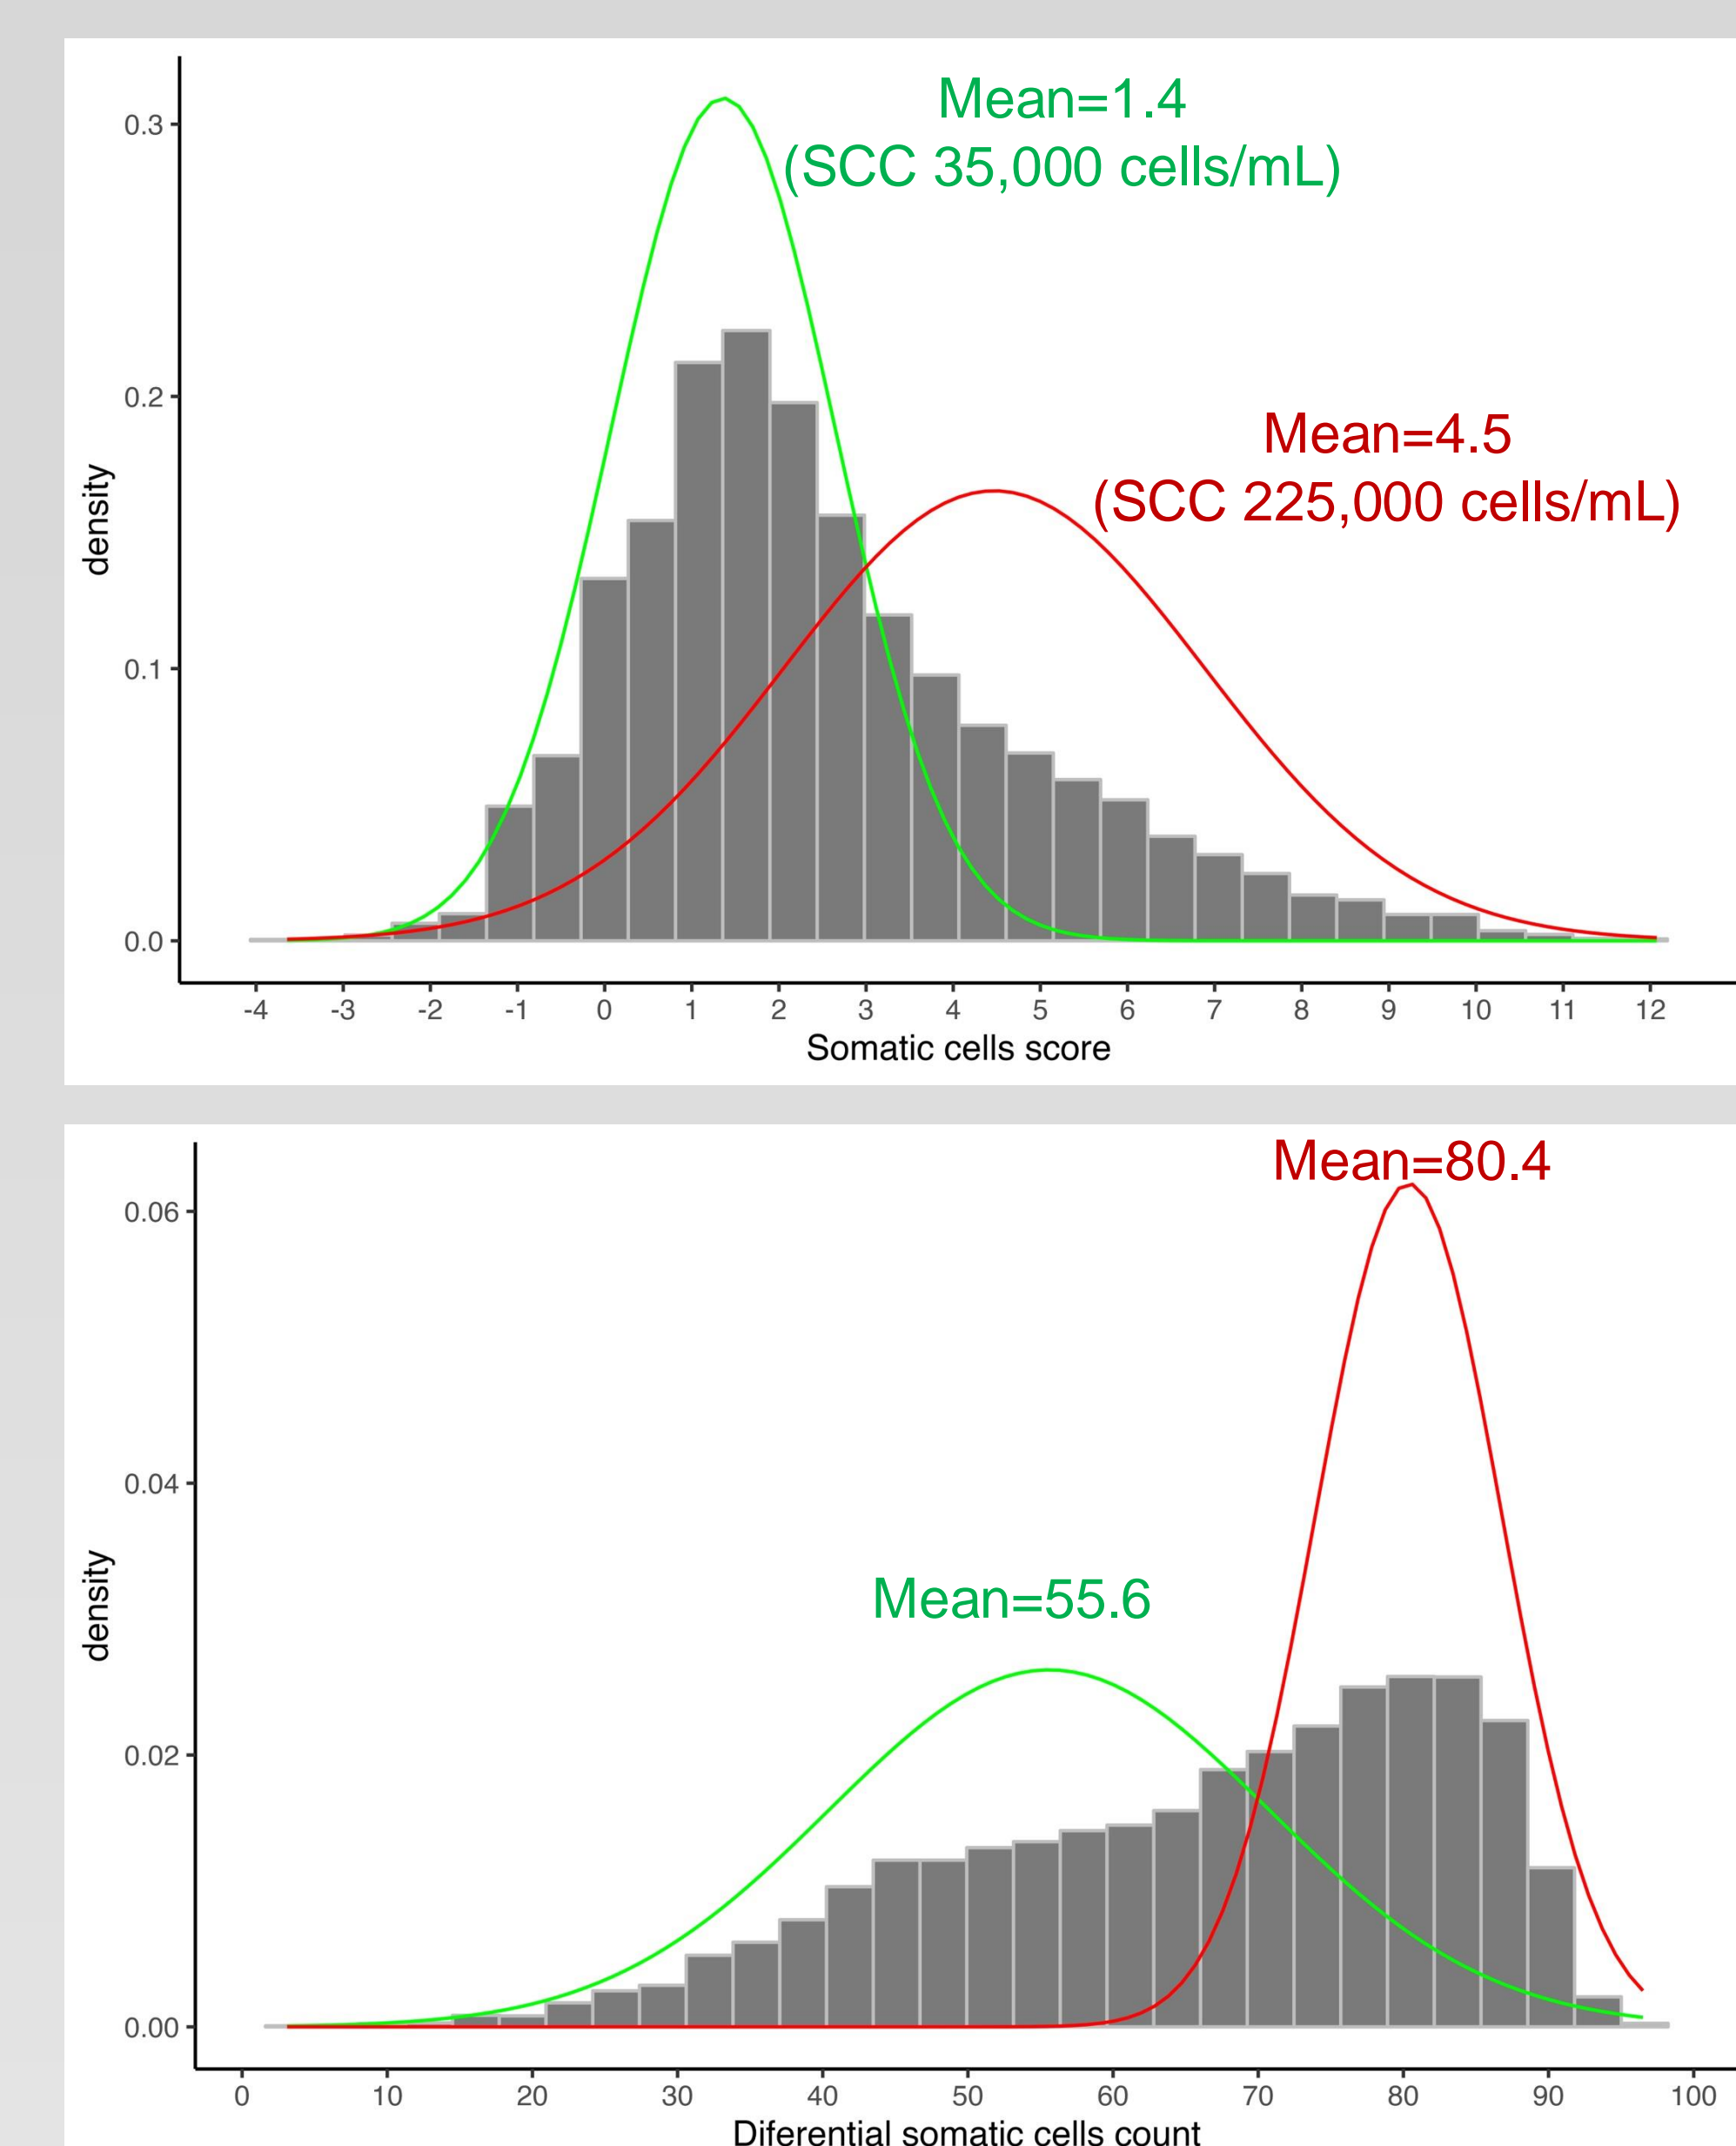 Mean=1.4
(SCC 35,000 cells/mL)
Mean=4.5
(SCC 225,000 cells/mL)
0.3
0.2
0.1
0.0
density
-4 -3 -2 -1 0 1 2 3 4 5 6 7 8 9 10 11 12
Somatic cells score
Mean=80.4
Mean=55.6
0.06
0.04
0.02
0.00
density
0 10 20 30 40 50 60 70 80 90 100
Diferential somatic cells count